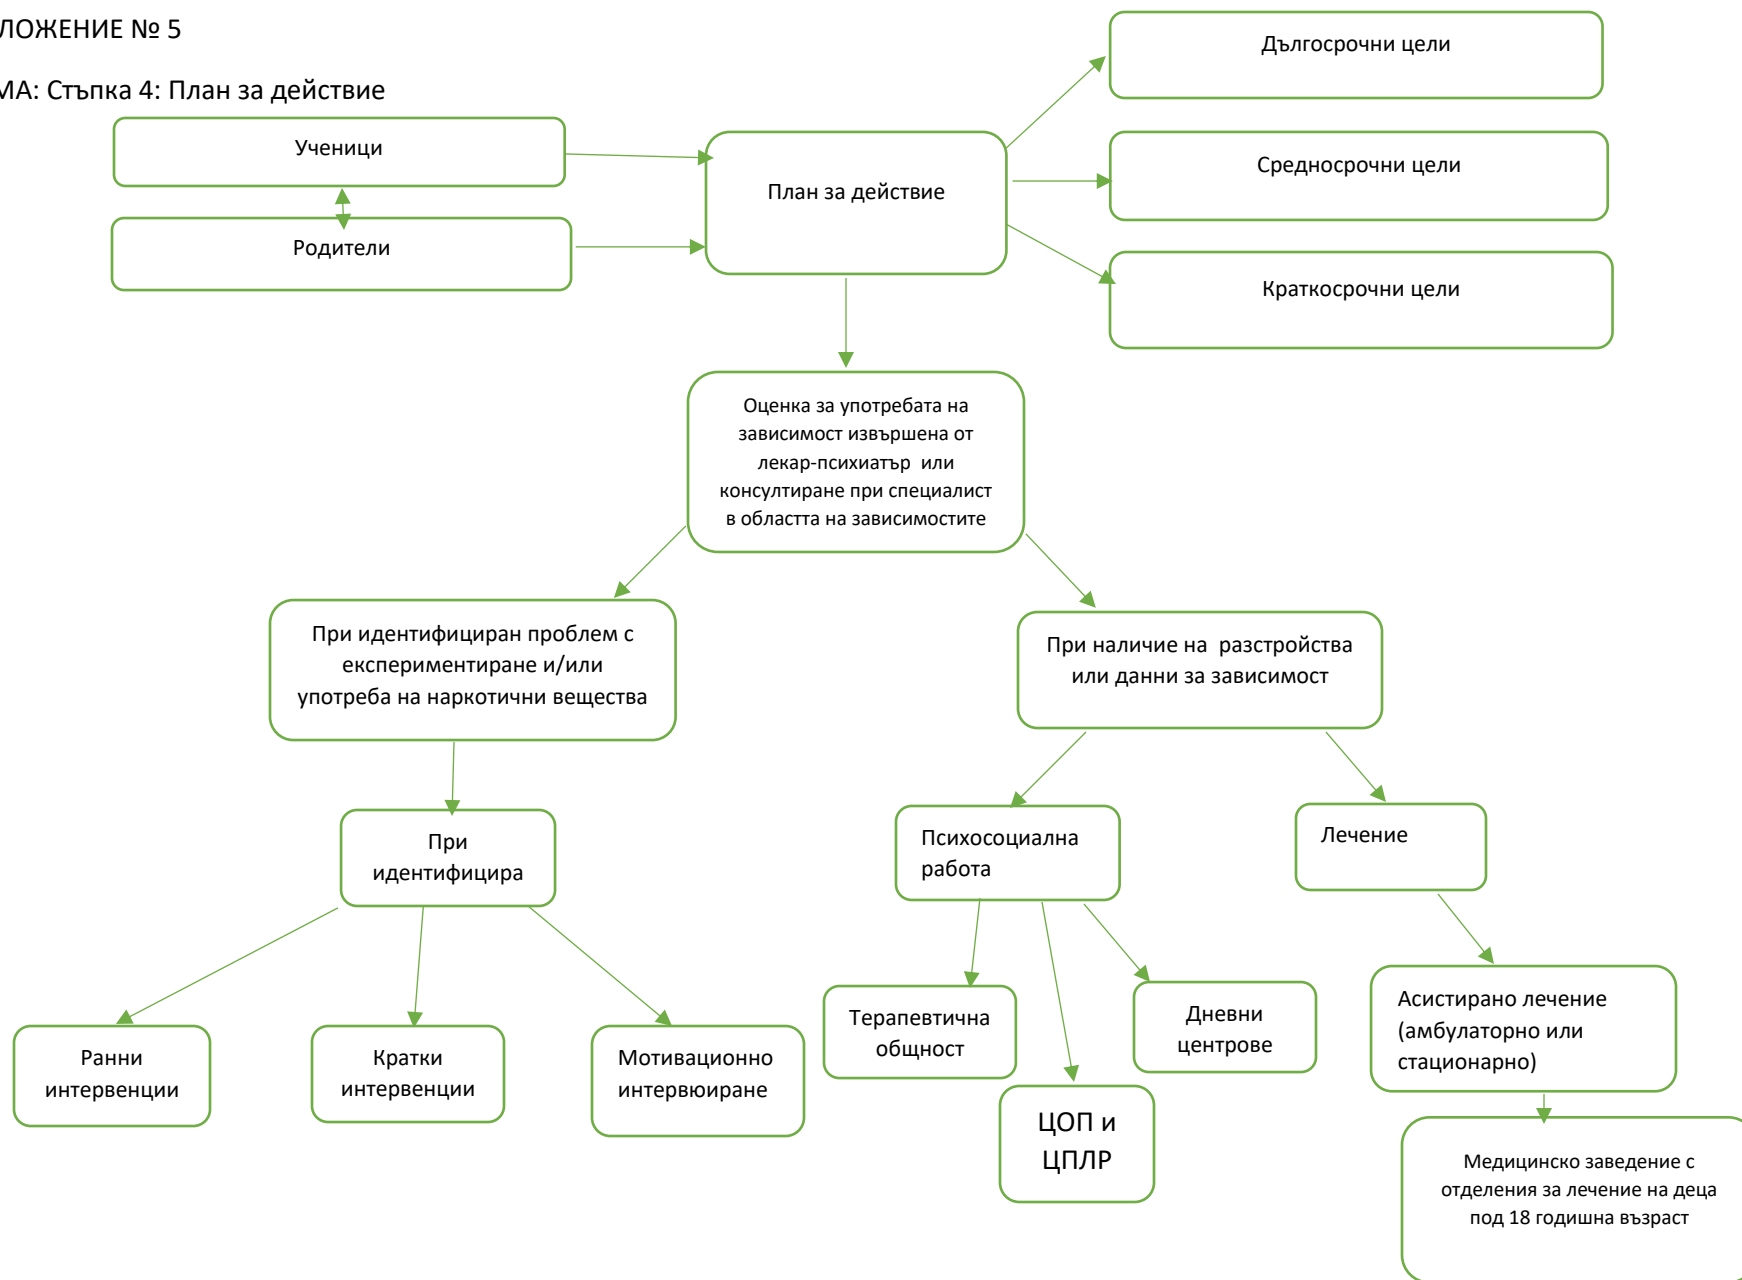 ЛОЖЕНИЕ № 5
МА: Стъпка 4: План за действие
Ученици
Родители
План за действие
Дългосрочни цели
Средносрочни цели
Краткосрочни цели
Оценка за употребата на
зависимост извършена от
лекар-психиатър или
консултиране при специалист
в областта на зависимостите
При идентифициран проблем с
експериментиране и/или
употреба на наркотични вещества
При наличие на разстройства
или данни за зависимост
При
идентифицира
Психосоциална
работа
Лечение
Ранни
интервенции
Кратки
интервенции
Мотивационно
интервюиране
Терапевтична
общност
ЦОП и
ЦПЛР
Дневни
центрове
Асистирано лечение
(амбулаторно или
стационарно)
Медицинско заведение с
отделения за лечение на деца
под 18 годишна възраст